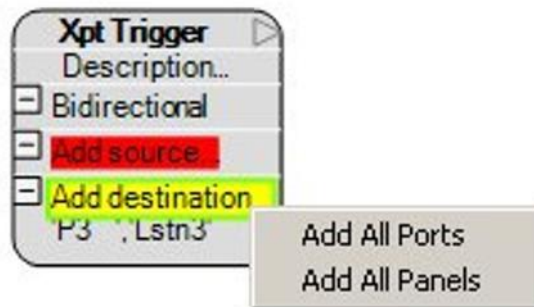 Xpt Trigger
Description...
Bidirectional
Add source...
Add destination
'P3 ','Lstn3'
Add All Ports
Add All Panels